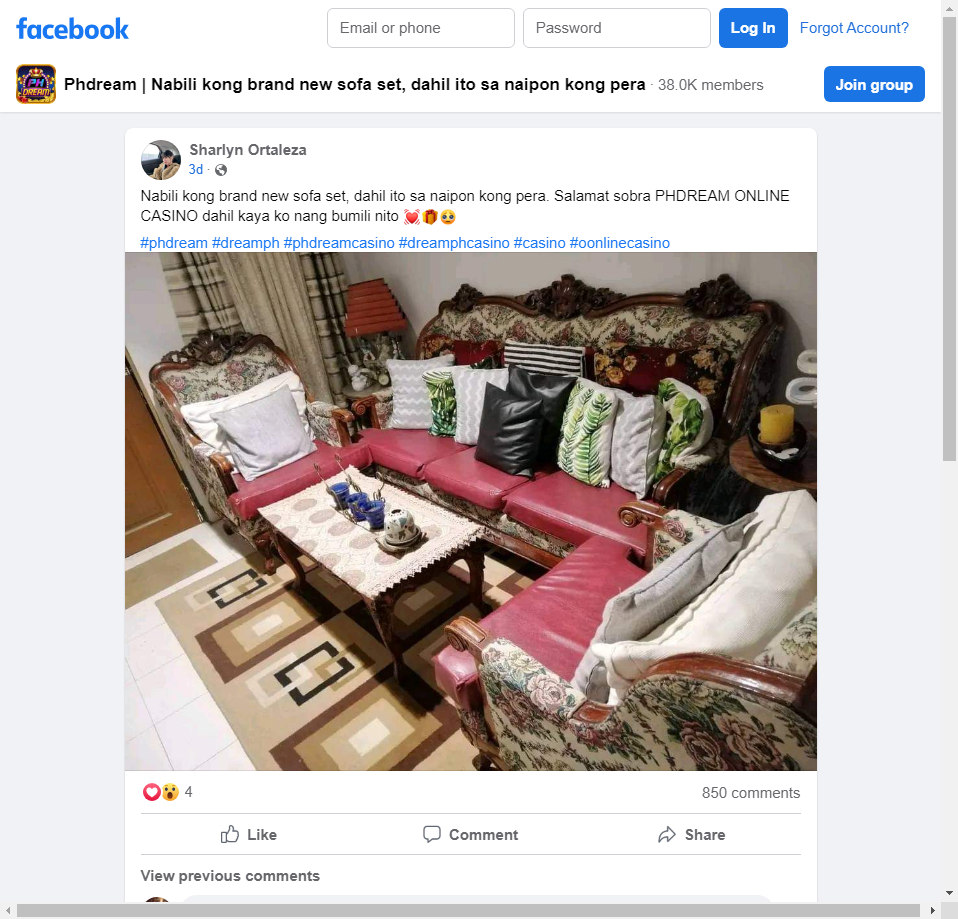 facebook
Email or phone
Password
Log In
Forgot Account?
PH DREAM
Phdream | Nabili kong brand new sofa set, dahil ito sa naipon kong pera · 38.0K members
Join group
Sharlyn Ortaleza
3d ·
Nabili kong brand new sofa set, dahil ito sa naipon kong pera. Salamat sobra PHDREAM ONLINE
CASINO dahil kaya ko nang bumili nito 💓🎁🥹
#phdream #dreamph #phdreamcasino #dreamphcasino #casino #oonlinecasino
4
850 comments
Like
Comment
Share
View previous comments